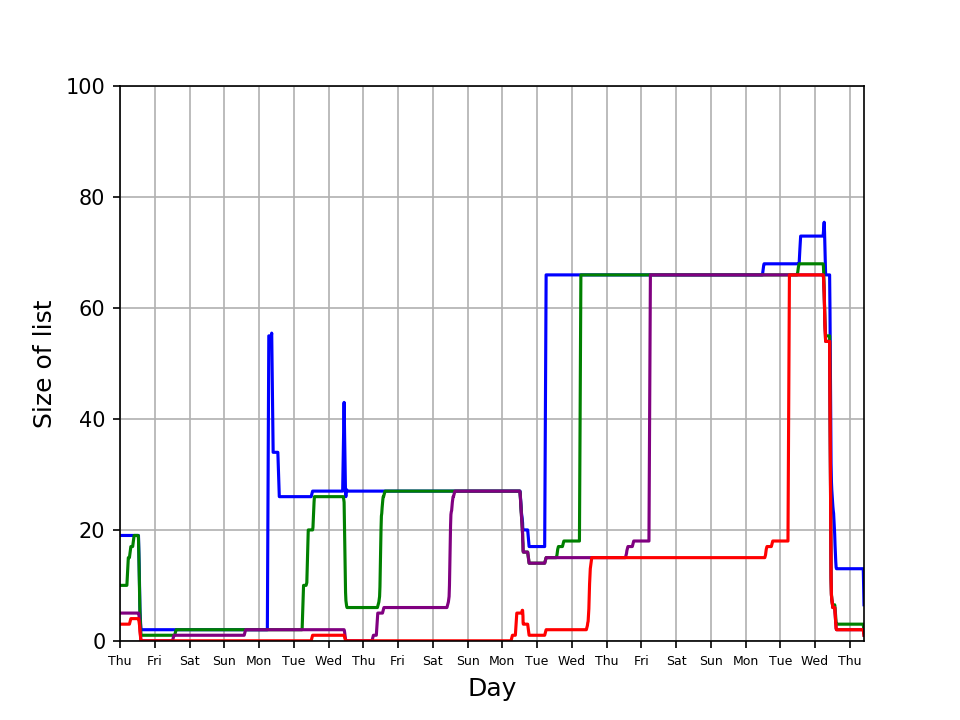 100
80
60
40
20
0
Size of list
Thu Fri Sat Sun Mon Tue Wed Thu Fri Sat Sun Mon Tue Wed Thu Fri Sat Sun Mon Tue Wed Thu
Day